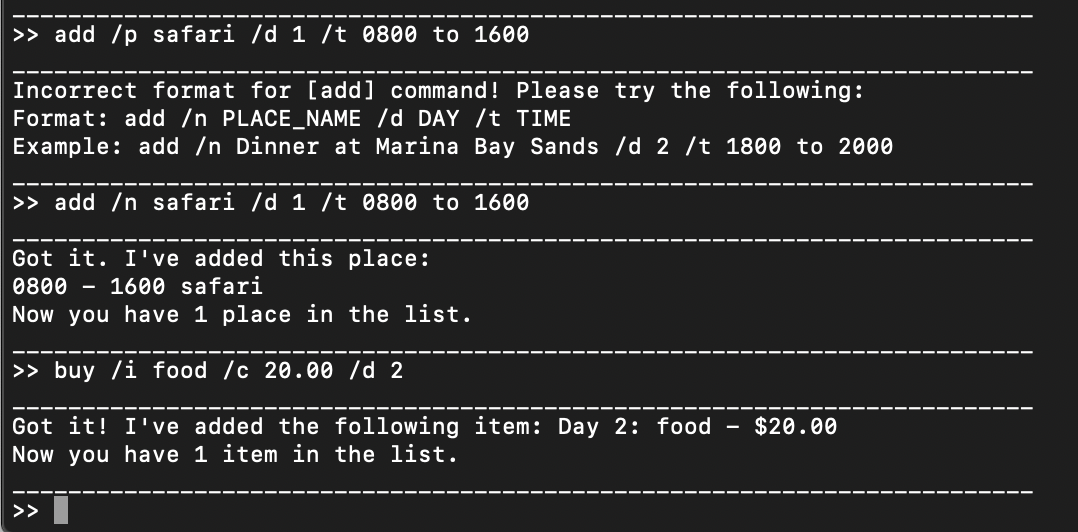 >> add /p safari /d 1 /t 0800 to 1600
Incorrect format for [add] command! Please try the following:
Format: add /n PLACE_NAME /d DAY /t TIME
Example: add /n Dinner at Marina Bay Sands /d 2 /t 1800 to 2000
>> add /n safari /d 1 /t 0800 to 1600
Got it. I've added this place:
0800 – 1600 safari
Now you have 1 place in the list.
>> buy /i food /c 20.00 /d 2
Got it! I've added the following item: Day 2: food – $20.00
Now you have 1 item in the list.
>>